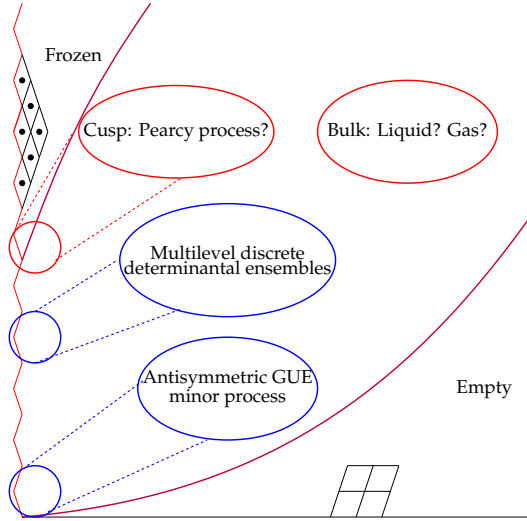 Frozen
Cusp: Pearcy process?
Bulk: Liquid? Gas?
Multilevel discrete
determinantal ensembles
Antisymmetric GUE
minor process
Empty